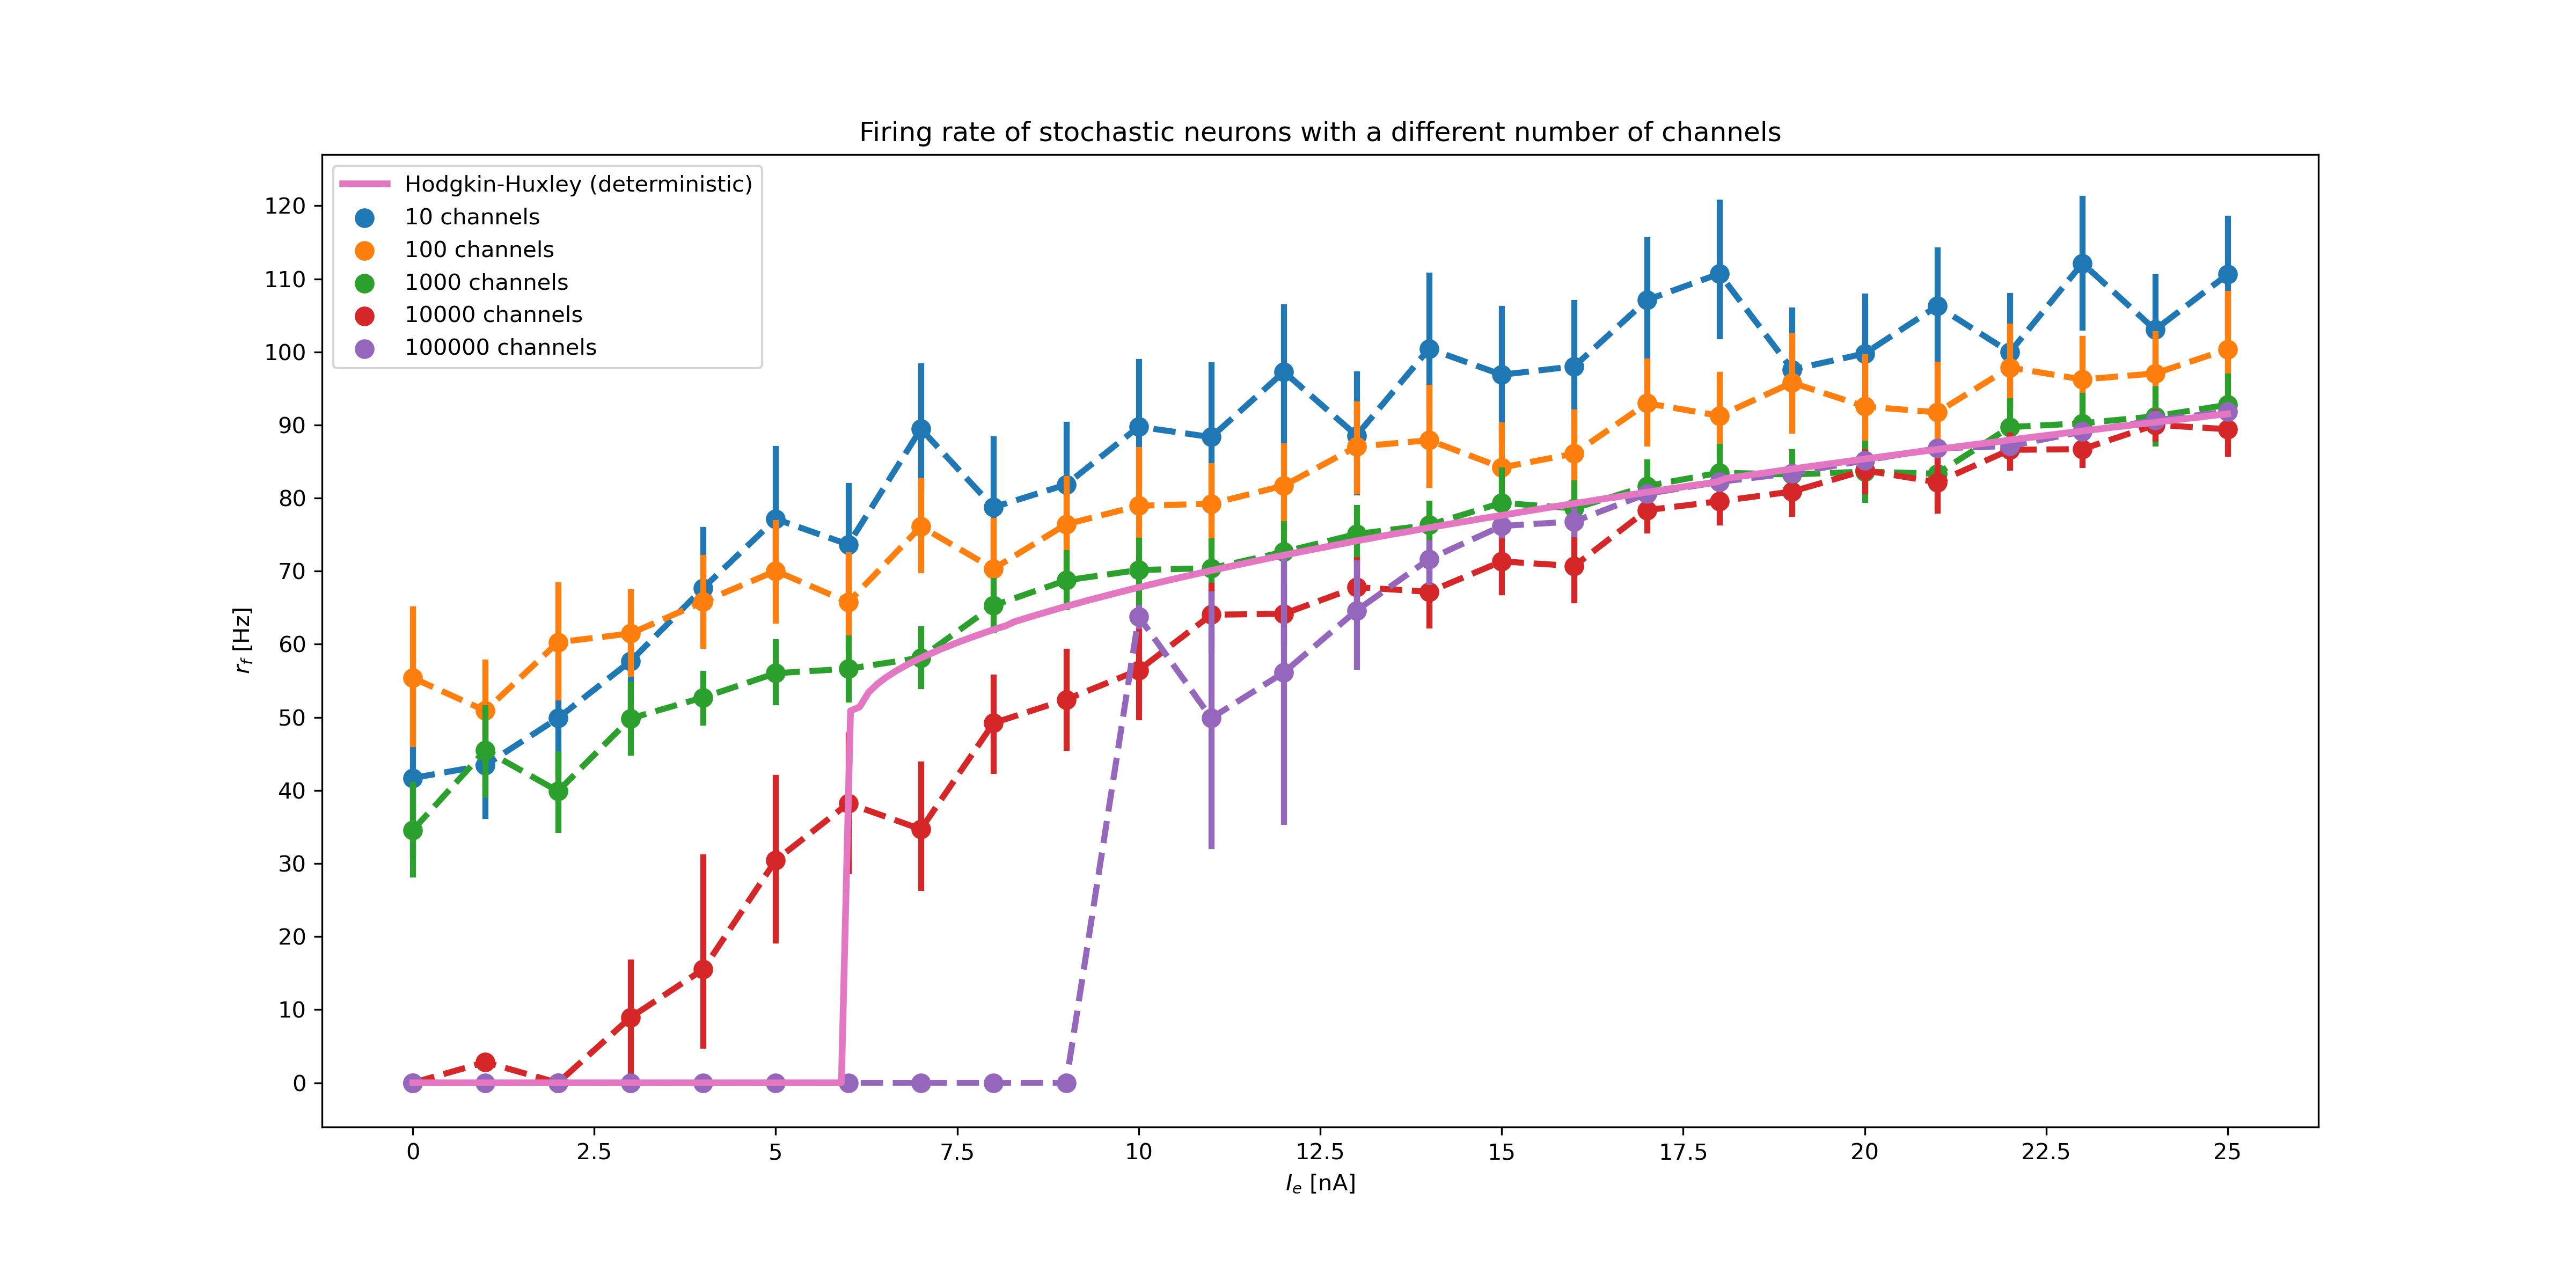 Firing rate of stochastic neurons with a different number of channels
Hodgkin-Huxley (deterministic)
10 channels
100 channels
1000 channels
10000 channels
100000 channels
120
110
100
90
80
70
60
50
40
30
20
10
0
r_f [Hz]
0 2.5 5 7.5 10 12.5 15 17.5 20 22.5 25
I_e [nA]